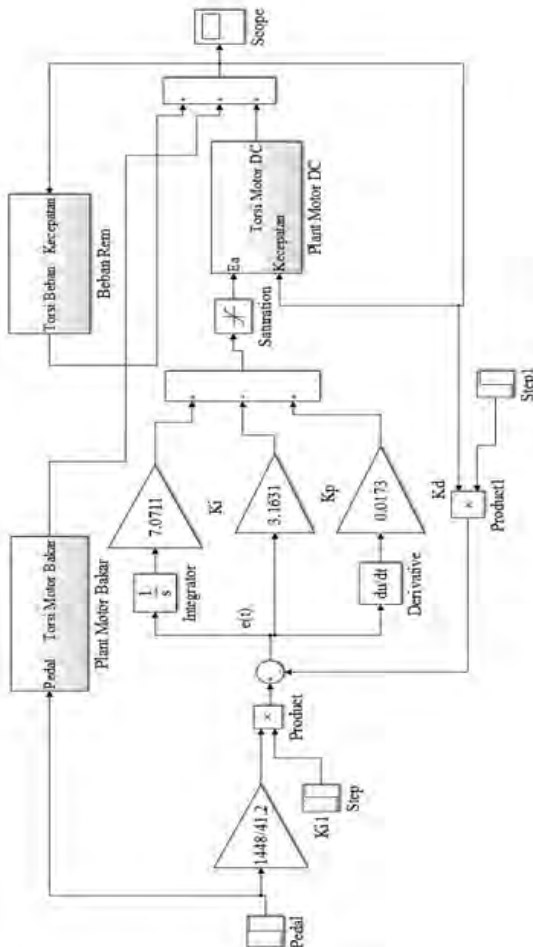 Pedal
1448/41.2
Ki1
Step
Product
Pedal Torsi Motor Bakar
Plant Motor Bakar
e(t).
1
s
Integrator
du/dt
Derivative
7.0711
Ki
3.1631
Kp
0.0173
Kd
×
Product1
Step1
×
Saturation
Ea
Torsi Motor DC
Kecepatan
Plant Motor DC
Torsi Beban Kecepatan
Beban Rem
Scope